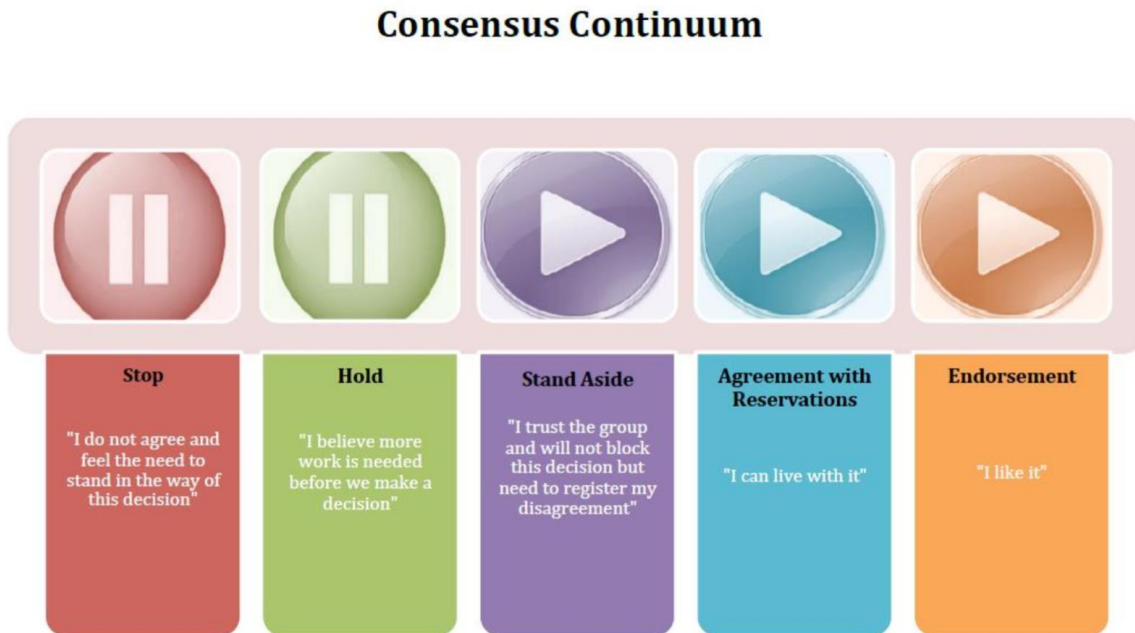 Consensus Continuum
Stop
"I do not agree and
feel the need to
stand in the way of
this decision"
Hold
"I believe more
work is needed
before we make a
decision"
Stand Aside
"I trust the group
and will not block
this decision but
need to register my
disagreement"
Agreement with
Reservations
"I can live with it"
Endorsement
"I like it"